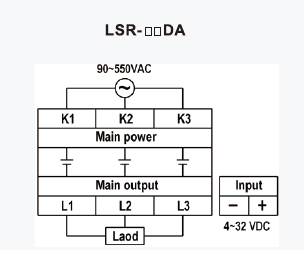 LSR-□□DA
90~550VAC
K1 K2 K3
Main power
Main output
L1 L2 L3
Laod
Input
− +
4~32 VDC